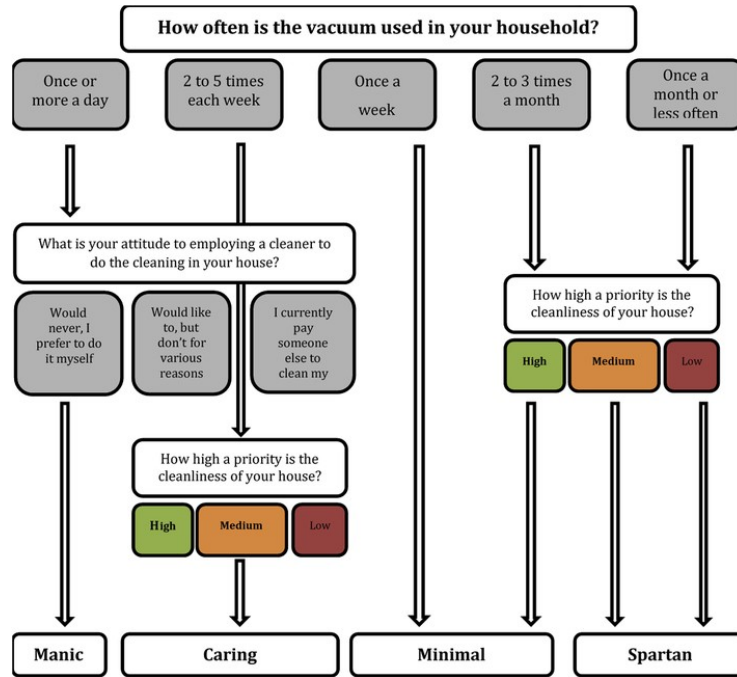 How often is the vacuum used in your household?
Once or
more a day
2 to 5 times
each week
Once a
week
2 to 3 times
a month
Once a
month or
less often
What is your attitude to employing a cleaner to
do the cleaning in your house?
Would
never, I
prefer to do
it myself
Would like
to, but
don't for
various
reasons
I currently
pay
someone
else to
clean my
How high a priority is the
cleanliness of your house?
High
Medium
Low
How high a priority is the
cleanliness of your house?
High
Medium
Low
Manic
Caring
Minimal
Spartan